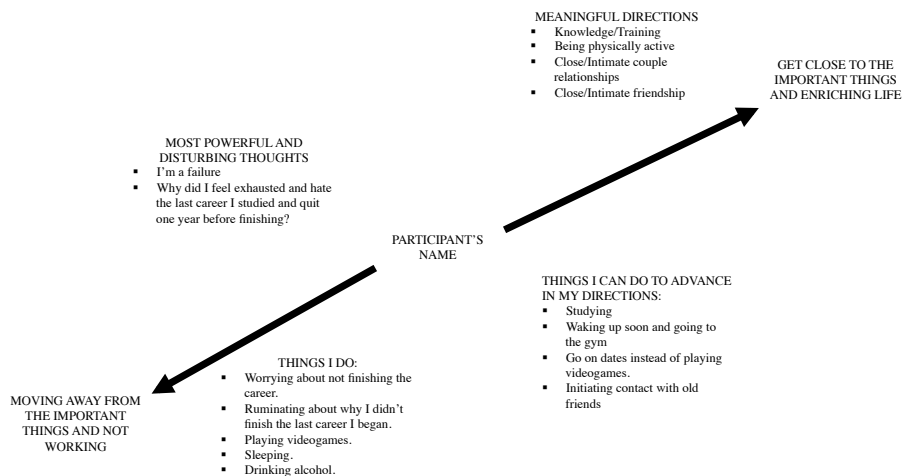 MEANINGFUL DIRECTIONS
▪ Knowledge/Training
▪ Being physically active
▪ Close/Intimate couple
relationships
▪ Close/Intimate friendship
GET CLOSE TO THE
IMPORTANT THINGS
AND ENRICHING LIFE
MOST POWERFUL AND
DISTURBING THOUGHTS
▪ I'm a failure
▪ Why did I feel exhausted and hate
the last career I studied and quit
one year before finishing?
PARTICIPANT'S
NAME
THINGS I CAN DO TO ADVANCE
IN MY DIRECTIONS:
▪ Studying
▪ Waking up soon and going to
the gym
▪ Go on dates instead of playing
videogames.
▪ Initiating contact with old
friends
THINGS I DO:
▪ Worrying about not finishing the
career.
▪ Ruminating about why I didn't
finish the last career I began.
▪ Playing videogames.
▪ Sleeping.
▪ Drinking alcohol.
MOVING AWAY FROM
THE IMPORTANT
THINGS AND NOT
WORKING